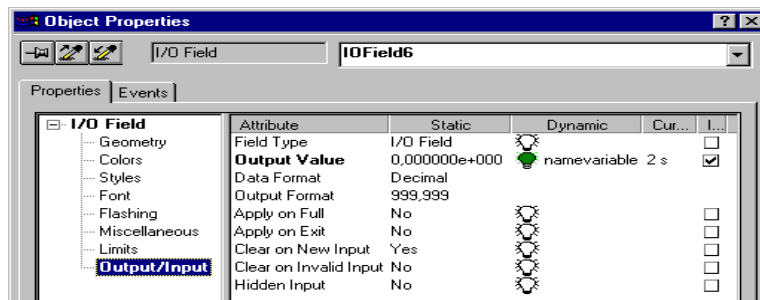 Object Properties
I/O Field IOField6
Properties Events
I/O Field
Geometry
Colors
Styles
Font
Flashing
Miscellaneous
Limits
Output/Input
Attribute Static Dynamic Cur... I...
Field Type I/O Field
Output Value 0,000000e+000 namevariable 2 s
Data Format Decimal
Output Format 999,999
Apply on Full No
Apply on Exit No
Clear on New Input Yes
Clear on Invalid Input No
Hidden Input No